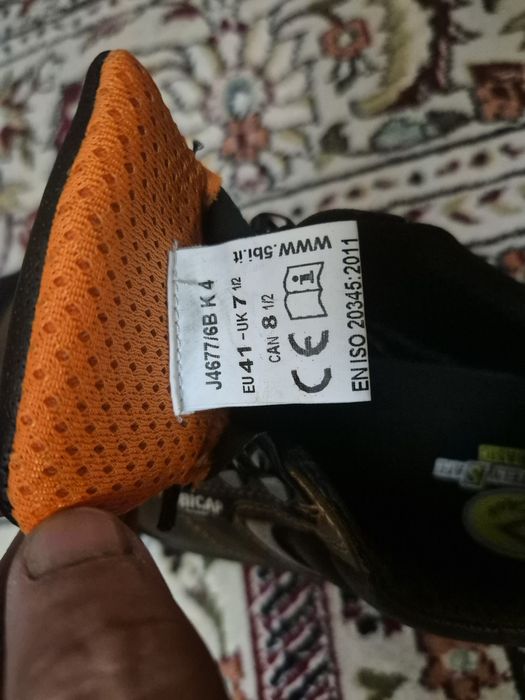 J4677/6B K 4
EU 41 - UK 7 1/2
CAN 8 1/2
CE
www.5bi.it
EN ISO 20345:2011